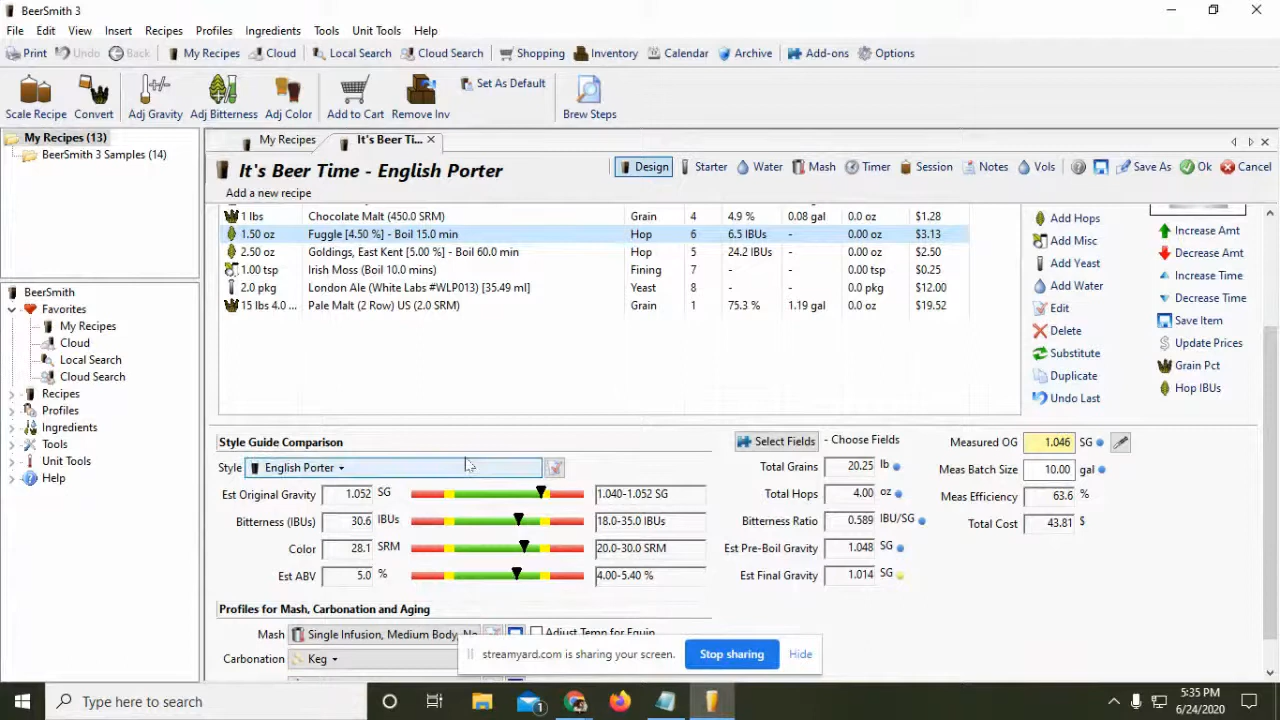 BeerSmith 3
File Edit View Insert Recipes Profiles Ingredients Tools Unit Tools Help
Print Undo Back My Recipes Cloud Local Search Cloud Search Shopping Inventory Calendar Archive Add-ons Options
Scale Recipe Convert Adj Gravity Adj Bitterness Adj Color Add to Cart Remove Inv Set As Default Brew Steps
My Recipes (13)
BeerSmith 3 Samples (14)
My Recipes It's Beer Ti...
It's Beer Time - English Porter
Design Starter Water Mash Timer Session Notes Vols Save As Ok Cancel
Add a new recipe
1 lbs Chocolate Malt (450.0 SRM) Grain 4 4.9 % 0.08 gal 0.0 oz $1.28
1.50 oz Fuggle [4.50 %] - Boil 15.0 min Hop 6 6.5 IBUs - 0.00 oz $3.13
2.50 oz Goldings, East Kent [5.00 %] - Boil 60.0 min Hop 5 24.2 IBUs - 0.00 oz $2.50
1.00 tsp Irish Moss (Boil 10.0 mins) Fining 7 - - 0.00 tsp $0.25
2.0 pkg London Ale (White Labs #WLP013) [35.49 ml] Yeast 8 - - 0.00 pkg $12.00
15 lbs 4.0 ... Pale Malt (2 Row) US (2.0 SRM) Grain 1 75.3 % 1.19 gal 0.0 oz $19.52
Add Hops
Add Misc
Add Yeast
Add Water
Edit
Delete
Substitute
Duplicate
Undo Last
Increase Amt
Decrease Amt
Increase Time
Decrease Time
Save Item
Update Prices
Grain Pct
Hop IBUs
BeerSmith
Favorites
My Recipes
Cloud
Local Search
Cloud Search
Recipes
Profiles
Ingredients
Tools
Unit Tools
Help
Style Guide Comparison
Style English Porter
Est Original Gravity 1.052 SG 1.040-1.052 SG
Bitterness (IBUs) 30.6 IBUs 18.0-35.0 IBUs
Color 28.1 SRM 20.0-30.0 SRM
Est ABV 5.0 % 4.00-5.40 %
Select Fields - Choose Fields
Total Grains 20.25 lb
Total Hops 4.00 oz
Bitterness Ratio 0.589 IBU/SG
Est Pre-Boil Gravity 1.048 SG
Est Final Gravity 1.014 SG
Measured OG 1.046 SG
Meas Batch Size 10.00 gal
Meas Efficiency 63.6 %
Total Cost 43.81 $
Profiles for Mash, Carbonation and Aging
Mash Single Infusion, Medium Body, No Adjust Temp for Equip
Carbonation Keg
streamyard.com is sharing your screen. Stop sharing Hide
Type here to search
1
5:35 PM
6/24/2020